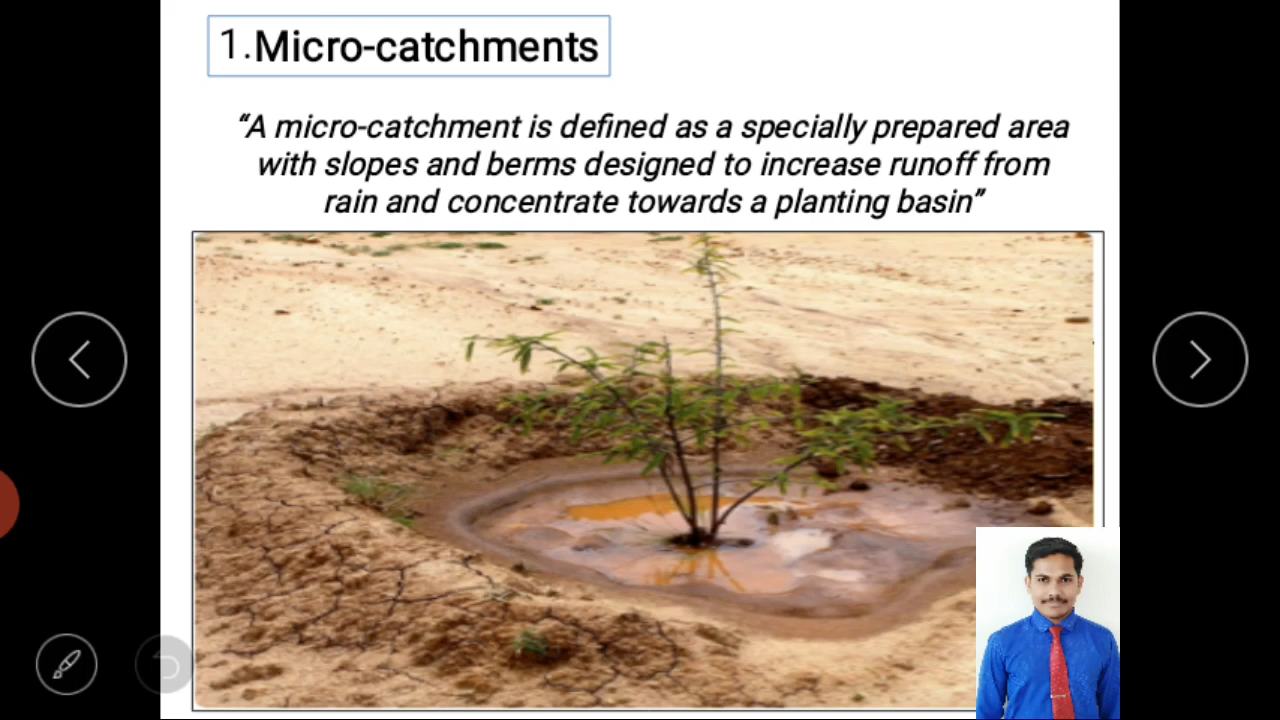 1.Micro-catchments
“A micro-catchment is defined as a specially prepared area
with slopes and berms designed to increase runoff from
rain and concentrate towards a planting basin”